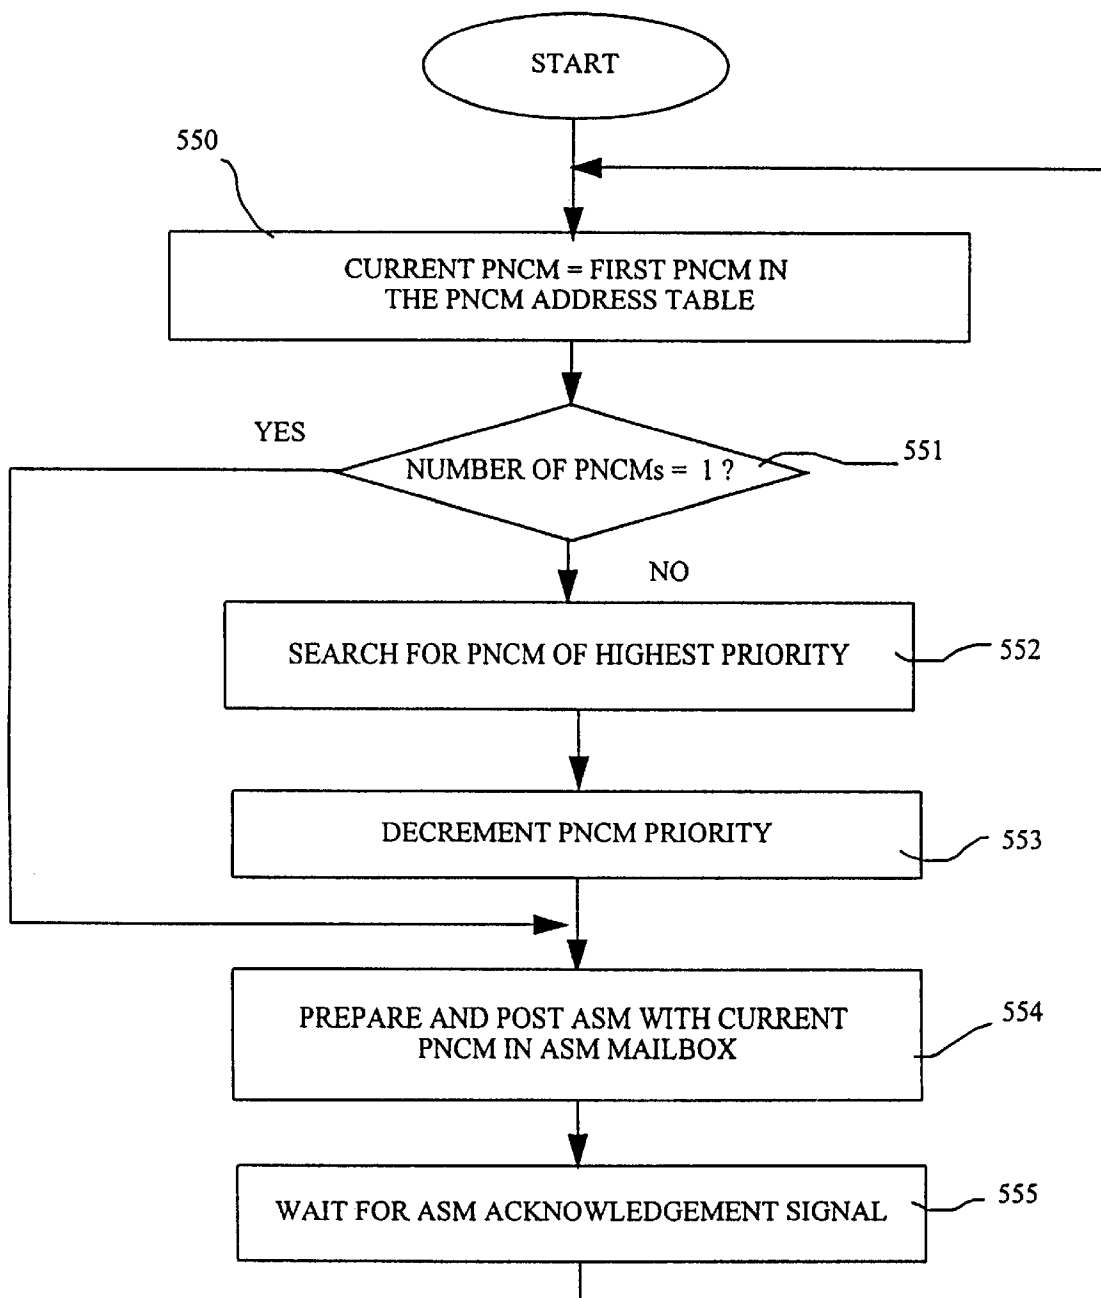 START
550
CURRENT PNCM = FIRST PNCM IN
THE PNCM ADDRESS TABLE
YES
NUMBER OF PNCMs = 1 ?
551
NO
SEARCH FOR PNCM OF HIGHEST PRIORITY
552
DECREMENT PNCM PRIORITY
553
PREPARE AND POST ASM WITH CURRENT
PNCM IN ASM MAILBOX
554
WAIT FOR ASM ACKNOWLEDGEMENT SIGNAL
555